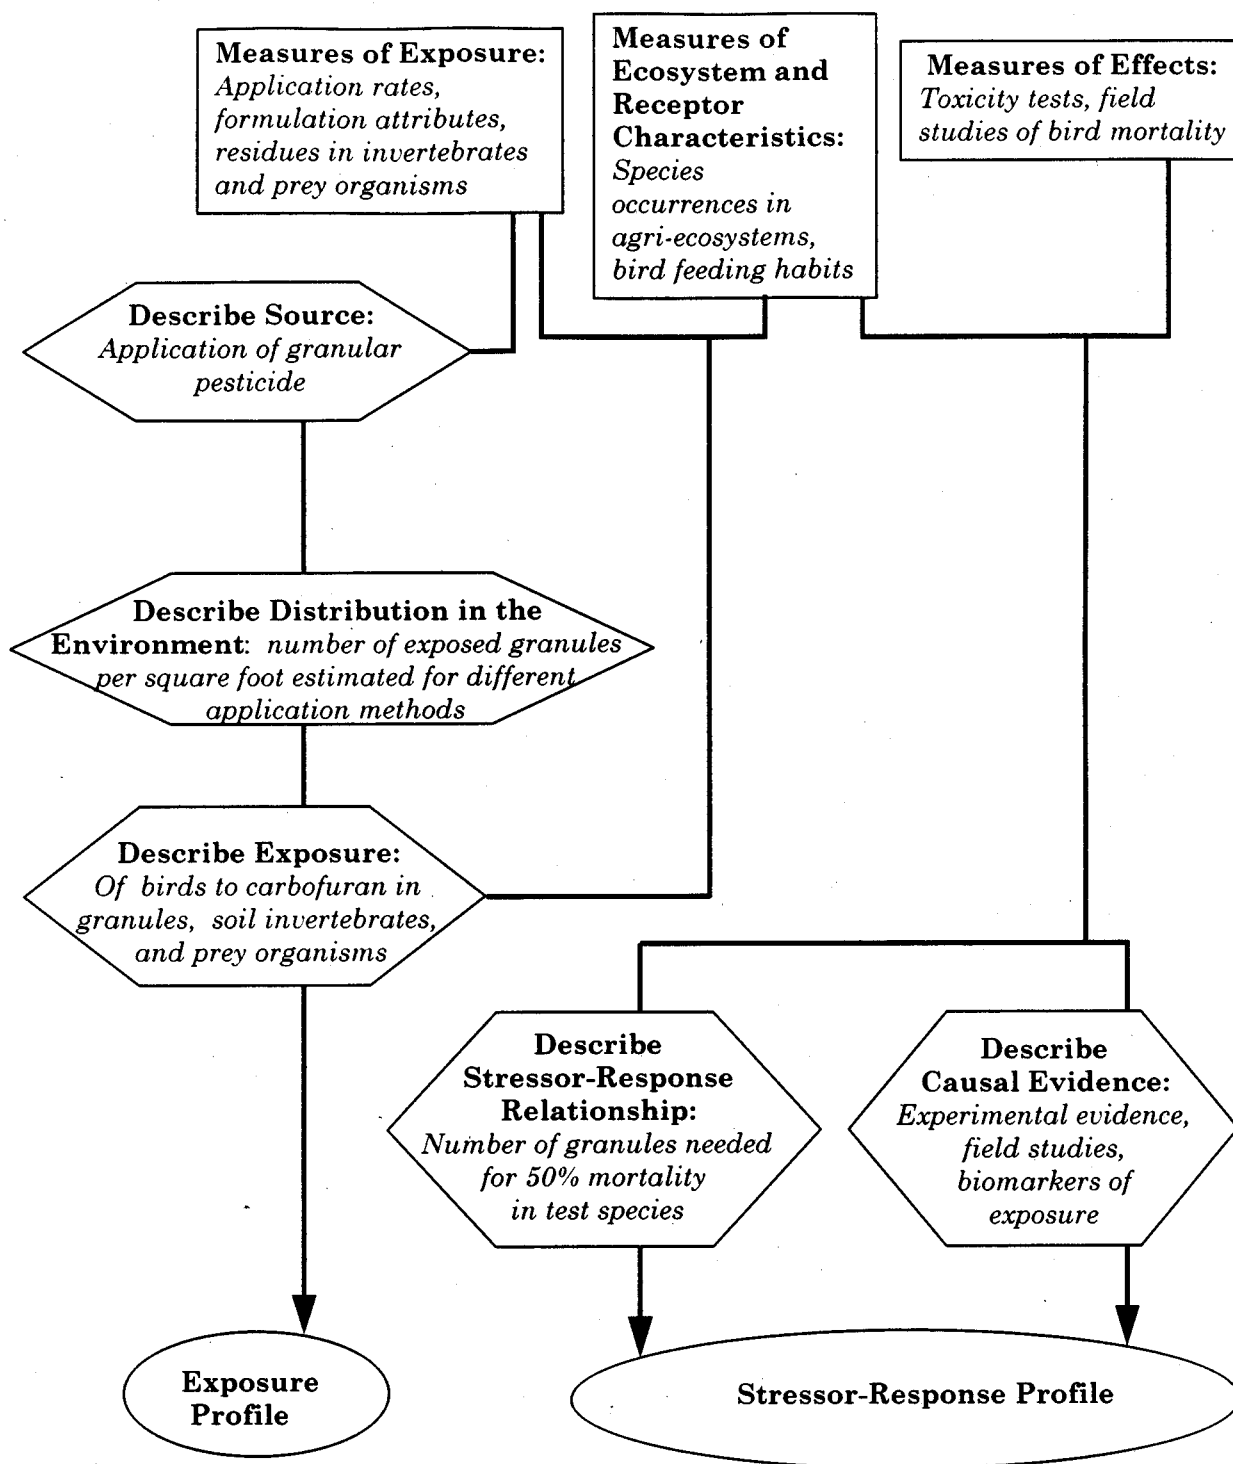 Measures of Exposure:
Application rates,
formulation attributes,
residues in invertebrates
and prey organisms
Measures of
Ecosystem and
Receptor
Characteristics:
Species
occurrences in
agri-ecosystems,
bird feeding habits
Measures of Effects:
Toxicity tests, field
studies of bird mortality
Describe Source:
Application of granular
pesticide
Describe Distribution in the
Environment: number of exposed granules
per square foot estimated for different
application methods
Describe Exposure:
Of birds to carbofuran in
granules, soil invertebrates,
and prey organisms
Describe
Stressor-Response
Relationship:
Number of granules needed
for 50% mortality
in test species
Describe
Causal Evidence:
Experimental evidence,
field studies,
biomarkers of
exposure
Exposure
Profile
Stressor-Response Profile